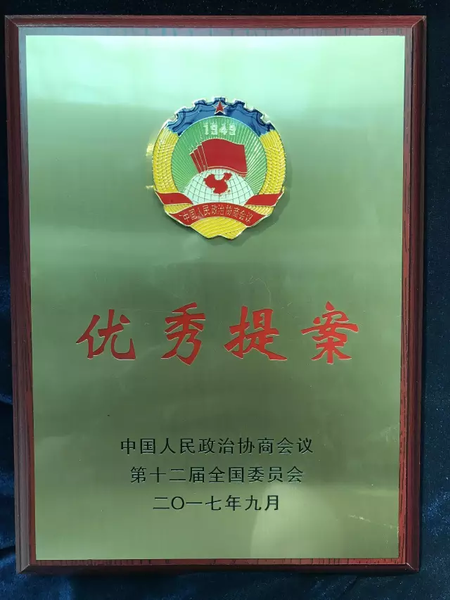 1949
中国人民政治协商会议
优秀提案
中国人民政治协商会议
第十二届全国委员会
二〇一七年九月